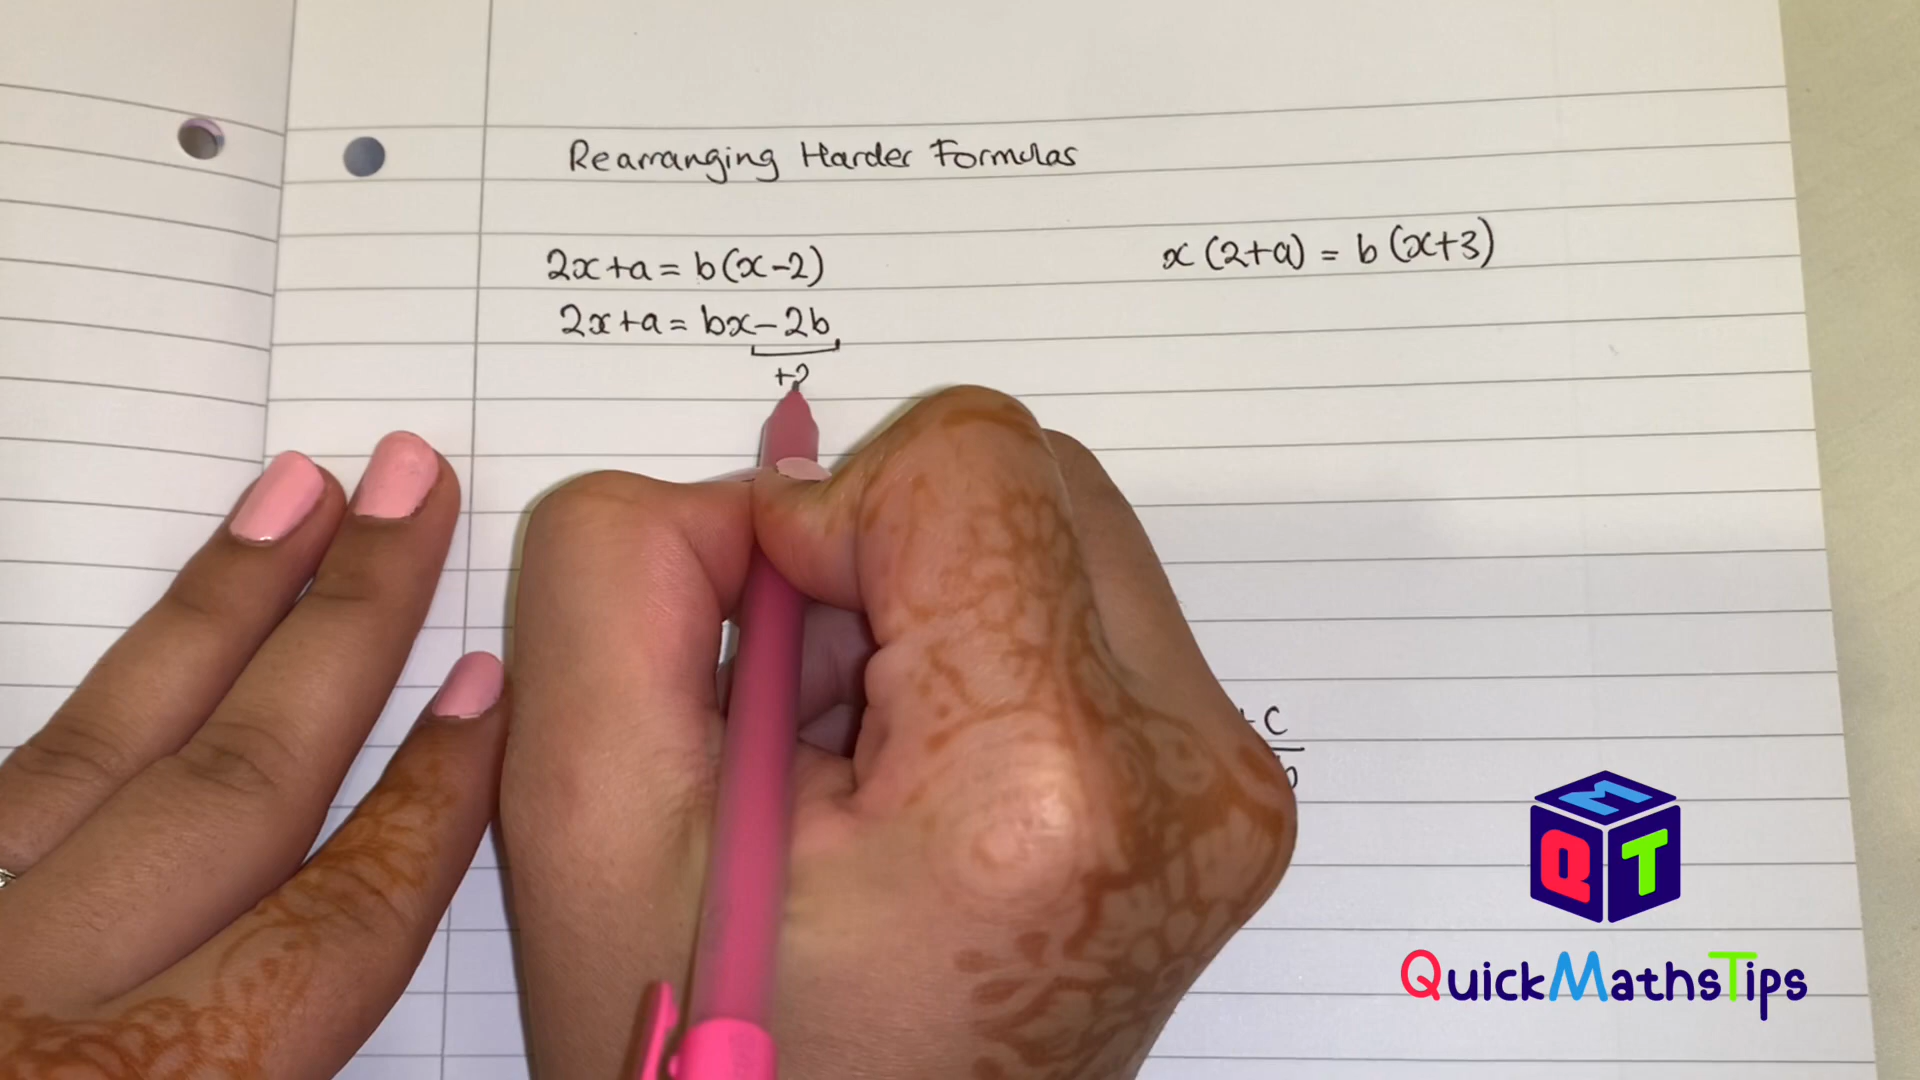 Rearranging Harder Formulas
2x+a = b(x-2)
2x+a = bx-2b
+2
x(2+a) = b(x+3)
+ c
b
M
Q T
QuickMathsTips